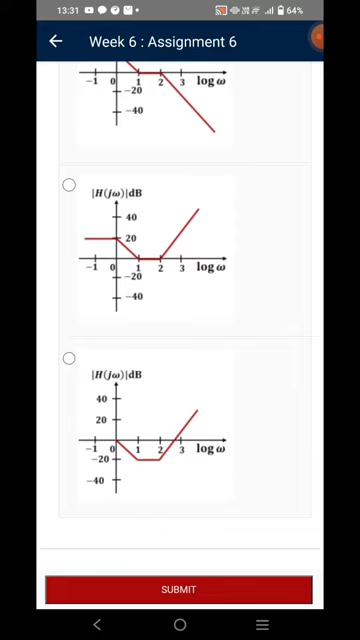 13:31
64%
Week 6 : Assignment 6
−1 0 1 2 3 log ω
−20
−40
|H(jω)|dB
40
20
−1 0 1 2 3 log ω
−20
−40
|H(jω)|dB
40
20
−1 0 1 2 3 log ω
−20
−40
SUBMIT